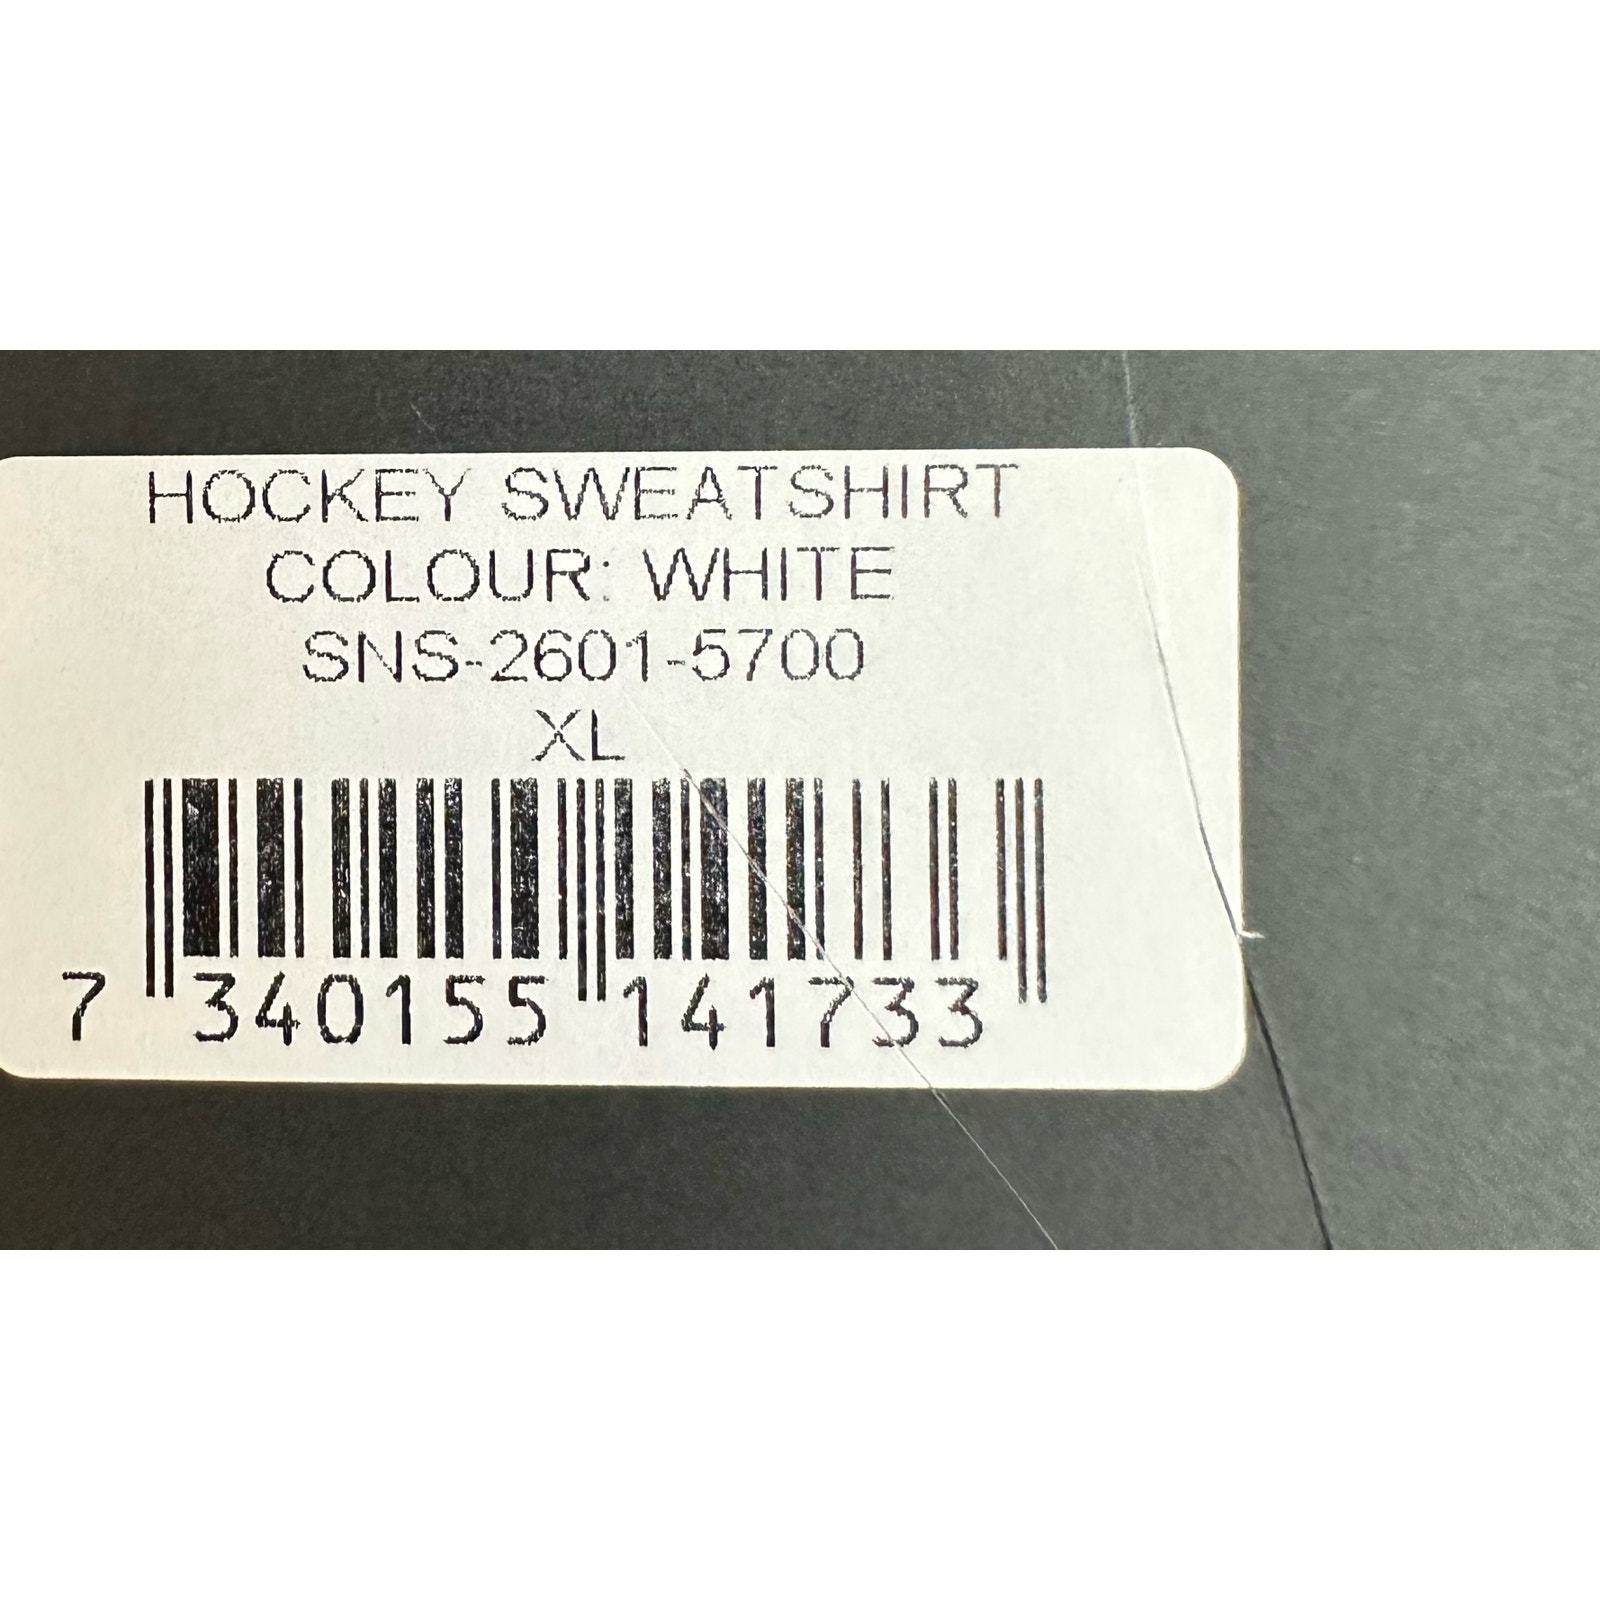 HOCKEY SWEATSHIRT
COLOUR: WHITE
SNS-2601-5700
XL
7 340155 141733